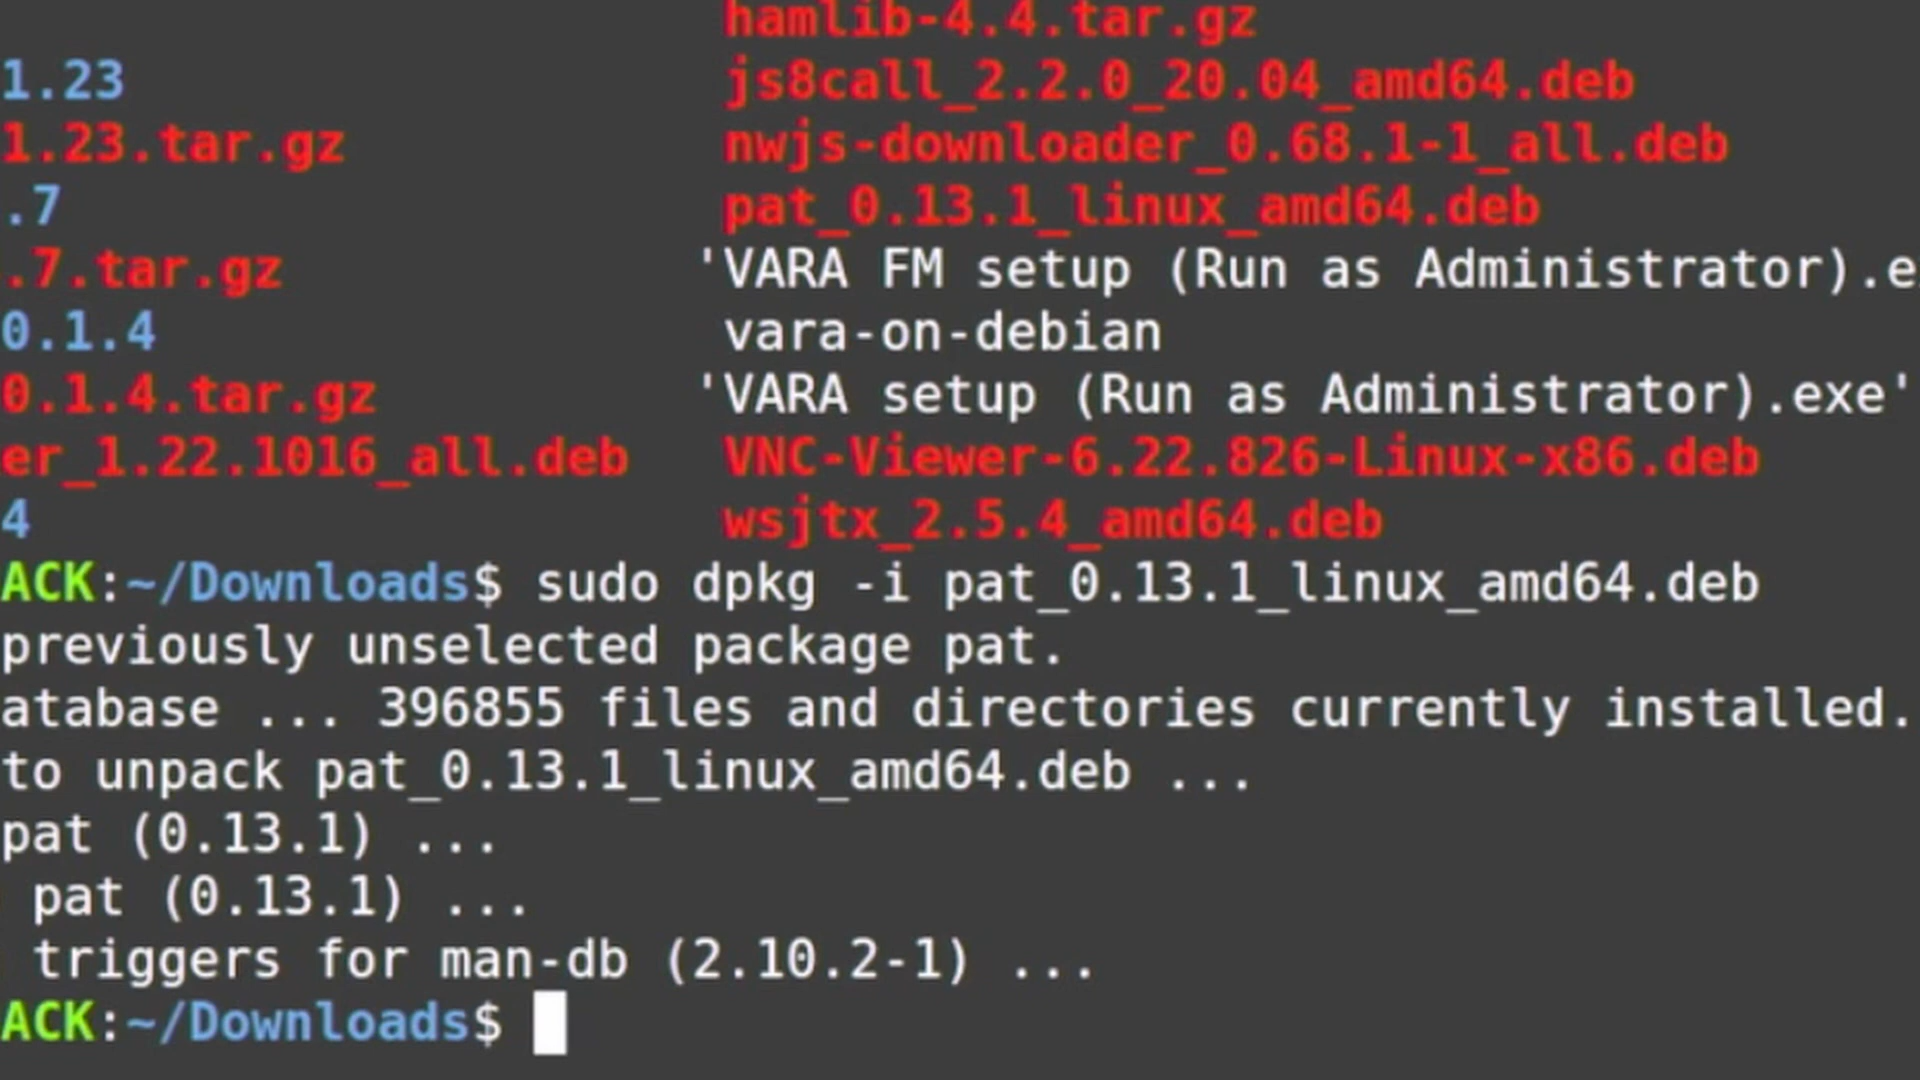 hamlib-4.4.tar.gz
1.23 js8call_2.2.0_20.04_amd64.deb
1.23.tar.gz nwjs-downloader_0.68.1-1_all.deb
.7 pat_0.13.1_linux_amd64.deb
.7.tar.gz 'VARA FM setup (Run as Administrator).e
0.1.4 vara-on-debian
0.1.4.tar.gz 'VARA setup (Run as Administrator).exe'
er_1.22.1016_all.deb VNC-Viewer-6.22.826-Linux-x86.deb
4 wsjtx_2.5.4_amd64.deb
ACK:~/Downloads$ sudo dpkg -i pat_0.13.1_linux_amd64.deb
previously unselected package pat.
atabase ... 396855 files and directories currently installed.
to unpack pat_0.13.1_linux_amd64.deb ...
pat (0.13.1) ...
pat (0.13.1) ...
triggers for man-db (2.10.2-1) ...
ACK:~/Downloads$